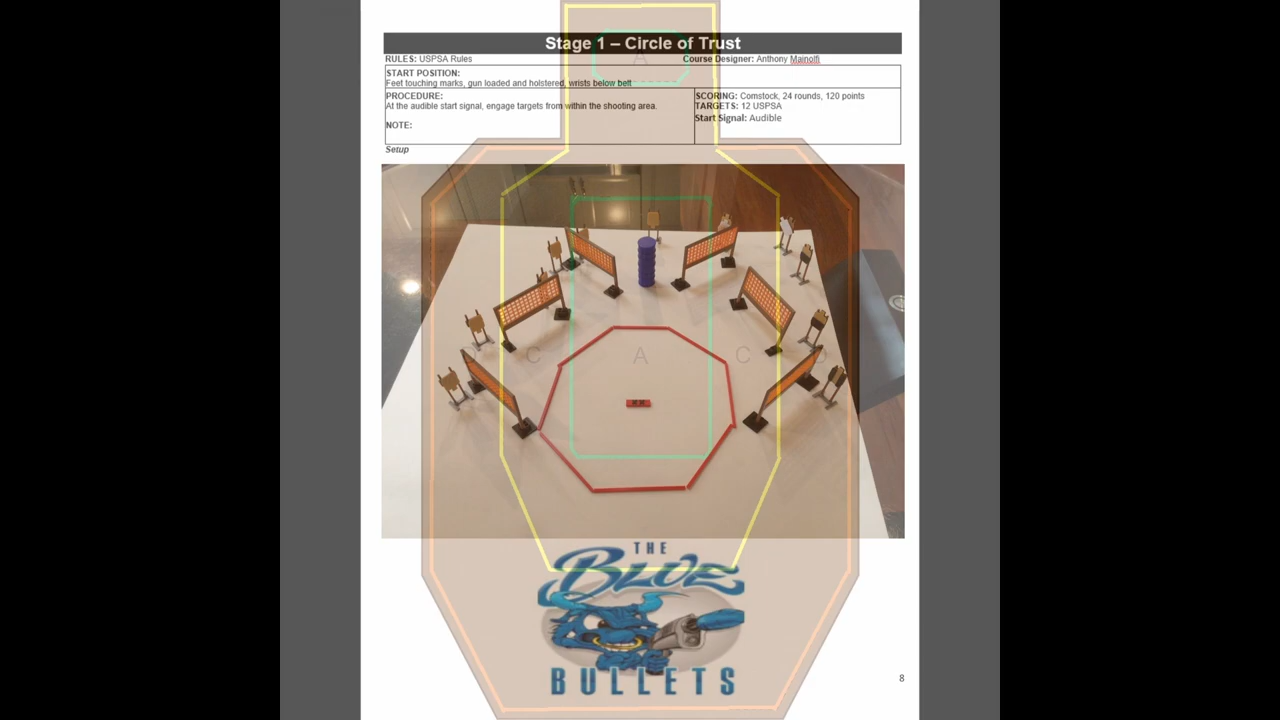 Stage 1 – Circle of Trust
RULES: USPSA Rules
Course Designer: Anthony Mainolfi
START POSITION:
Feet touching marks, gun loaded and holstered, wrists below belt
PROCEDURE:
At the audible start signal, engage targets from within the shooting area.
NOTE:
SCORING: Comstock, 24 rounds, 120 points
TARGETS: 12 USPSA
Start Signal: Audible
Setup
A
D C A C D
THE
BLUE
BULLETS
8